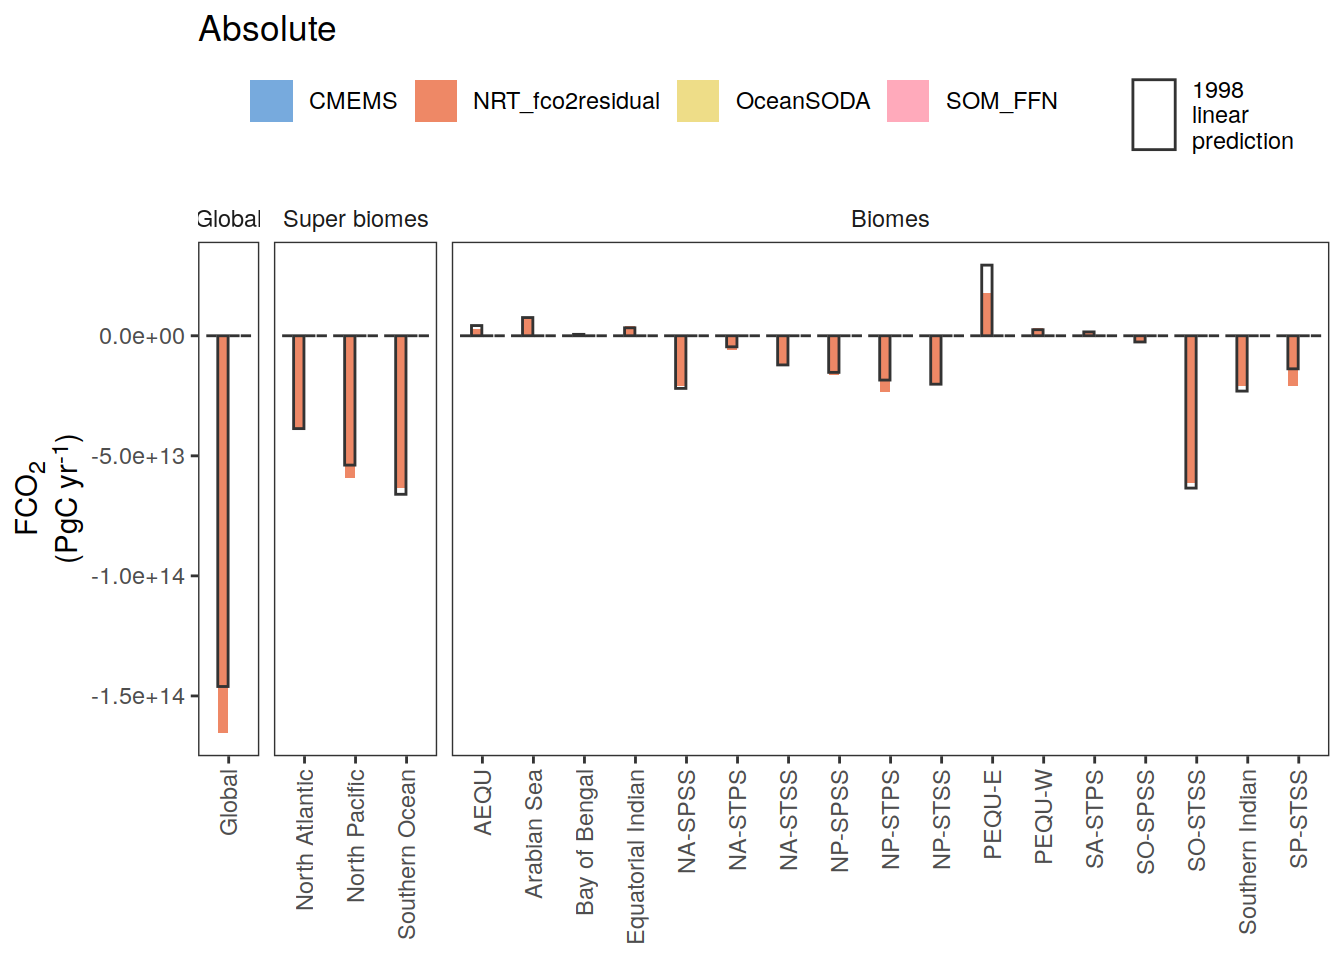 Absolute
CMEMS
NRT_fco2residual
OceanSODA
SOM_FFN
1998
linear
prediction
Global
Super biomes
Biomes
FCO₂
(PgC yr⁻¹)
0.0e+00
-5.0e+13
-1.0e+14
-1.5e+14
Global
North Atlantic
North Pacific
Southern Ocean
AEQU
Arabian Sea
Bay of Bengal
Equatorial Indian
NA-SPSS
NA-STPS
NA-STSS
NP-SPSS
NP-STPS
NP-STSS
PEQU-E
PEQU-W
SA-STPS
SO-SPSS
SO-STSS
Southern Indian
SP-STSS